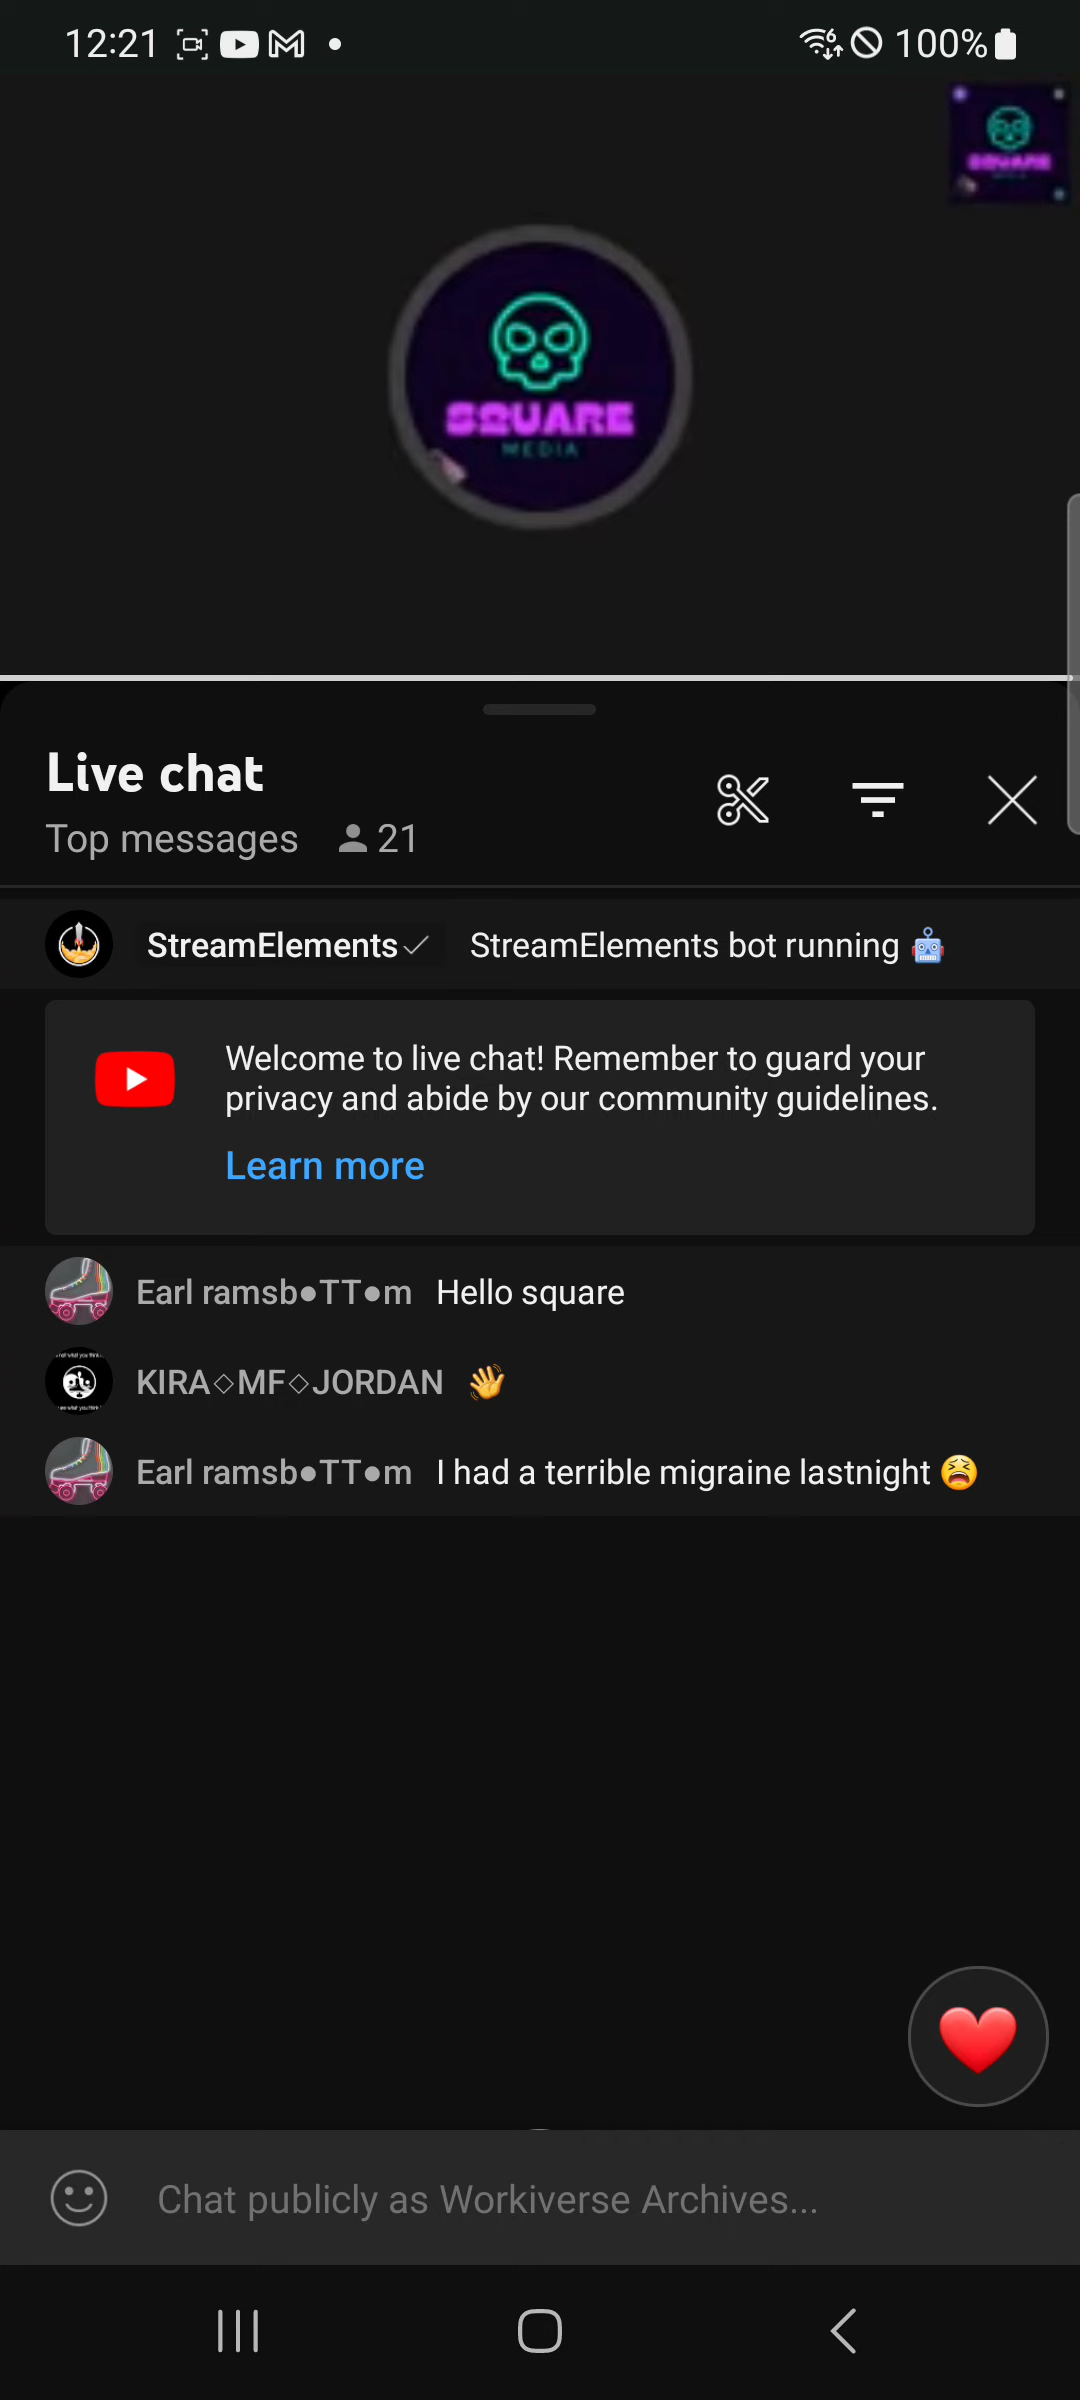 12:21
100%
SQUARE
SQUARE
MEDIA
Live chat
Top messages 21
StreamElements StreamElements bot running 🤖
Welcome to live chat! Remember to guard your
privacy and abide by our community guidelines.
Learn more
Earl ramsb●TT●m Hello square
KIRA◇MF◇JORDAN 👋
Earl ramsb●TT●m I had a terrible migraine lastnight 😫
Chat publicly as Workiverse Archives...